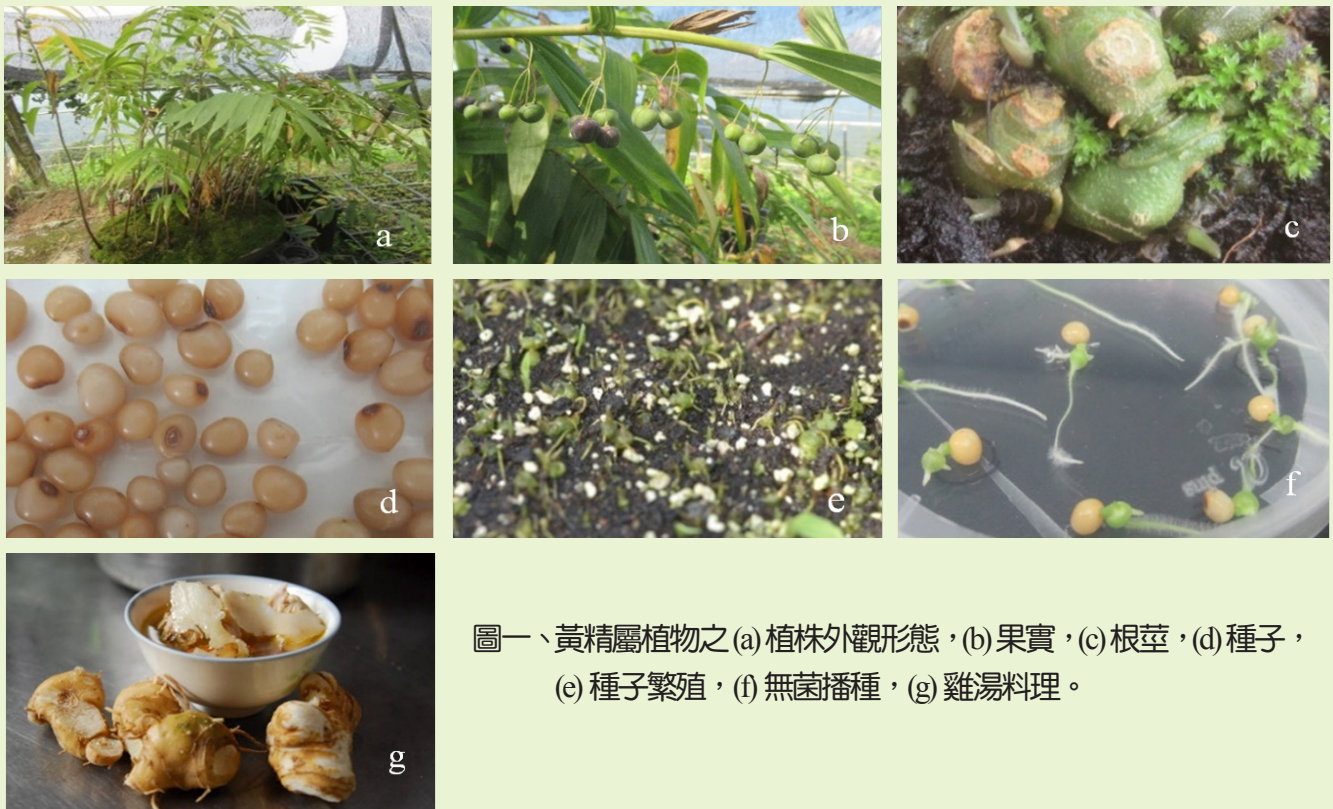 a
b
c
d
e
f
g
圖一、黃精屬植物之(a) 植株外觀形態,(b) 果實,(c) 根莖,(d) 種子,
(e) 種子繁殖,(f) 無菌播種,(g) 雞湯料理。